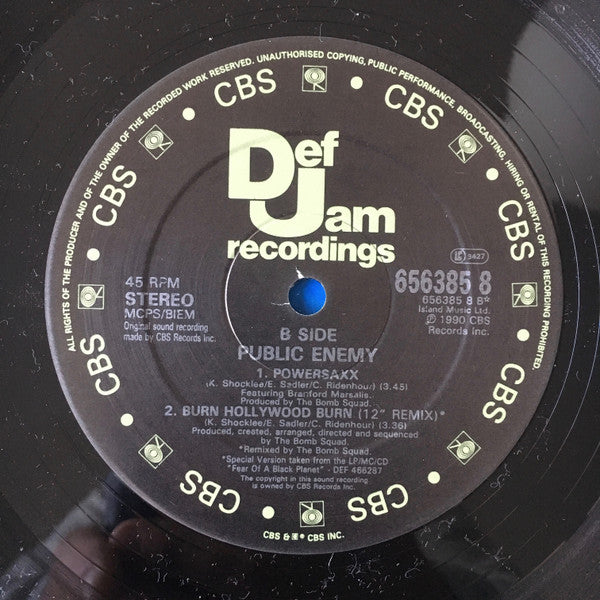 ALL RIGHTS OF THE PRODUCER AND OF THE OWNER OF THE RECORDED WORK RESERVED. UNAUTHORISED COPYING, PUBLIC PERFORMANCE, BROADCASTING, HIRING OR RENTAL OF THIS RECORDING PROHIBITED.
CBS • CBS • CBS • CBS • CBS • CBS • CBS • CBS
Def
Jam
recordings
LC 3427
45 RPM
STEREO
MCPS/BIEM
Original sound recording
made by CBS Records Inc.
656385 8
656385 8 B*
Island Music Ltd.
Ⓟ 1990 CBS
Records Inc.
B SIDE
PUBLIC ENEMY
1. POWERSAXX
(K. Shocklee/E. Sadler/C. Ridenhour) (3.45)
Featuring Branford Marsalis.
Produced by The Bomb Squad.
2. BURN HOLLYWOOD BURN (12" REMIX)*
(K. Shocklee/E. Sadler/C. Ridenhour) (3.36)
Produced, created, arranged, directed and sequenced
by The Bomb Squad.
*Remixed by The Bomb Squad.
*Special Version taken from the LP/MC/CD
"Fear Of A Black Planet" - DEF 466287
The copyright in this sound recording
is owned by CBS Records Inc.
CBS & ® CBS INC.